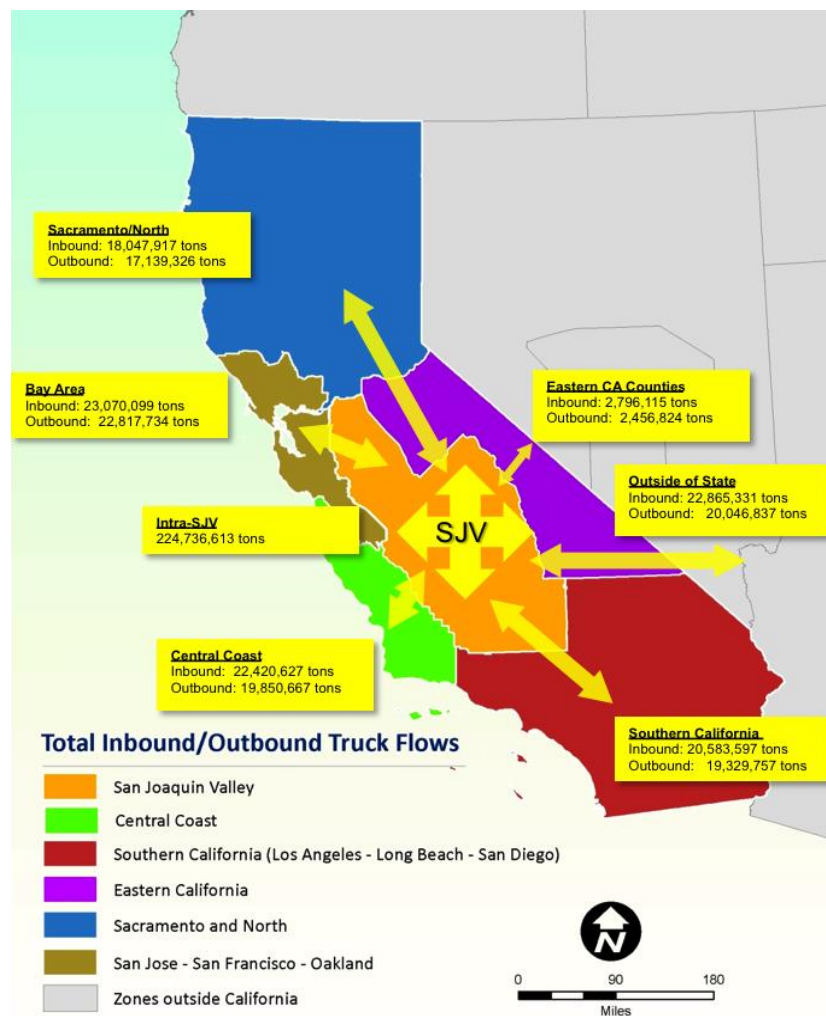 Sacramento/North
Inbound: 18,047,917 tons
Outbound: 17,139,326 tons
Bay Area
Inbound: 23,070,099 tons
Outbound: 22,817,734 tons
Eastern CA Counties
Inbound: 2,796,115 tons
Outbound: 2,456,824 tons
Outside of State
Inbound: 22,865,331 tons
Outbound: 20,046,837 tons
Intra-SJV
224,736,613 tons
SJV
Central Coast
Inbound: 22,420,627 tons
Outbound: 19,850,667 tons
Southern California
Inbound: 20,583,597 tons
Outbound: 19,329,757 tons
Total Inbound/Outbound Truck Flows
San Joaquin Valley
Central Coast
Southern California (Los Angeles - Long Beach - San Diego)
Eastern California
Sacramento and North
San Jose - San Francisco - Oakland
Zones outside California
N
0 90 180
Miles